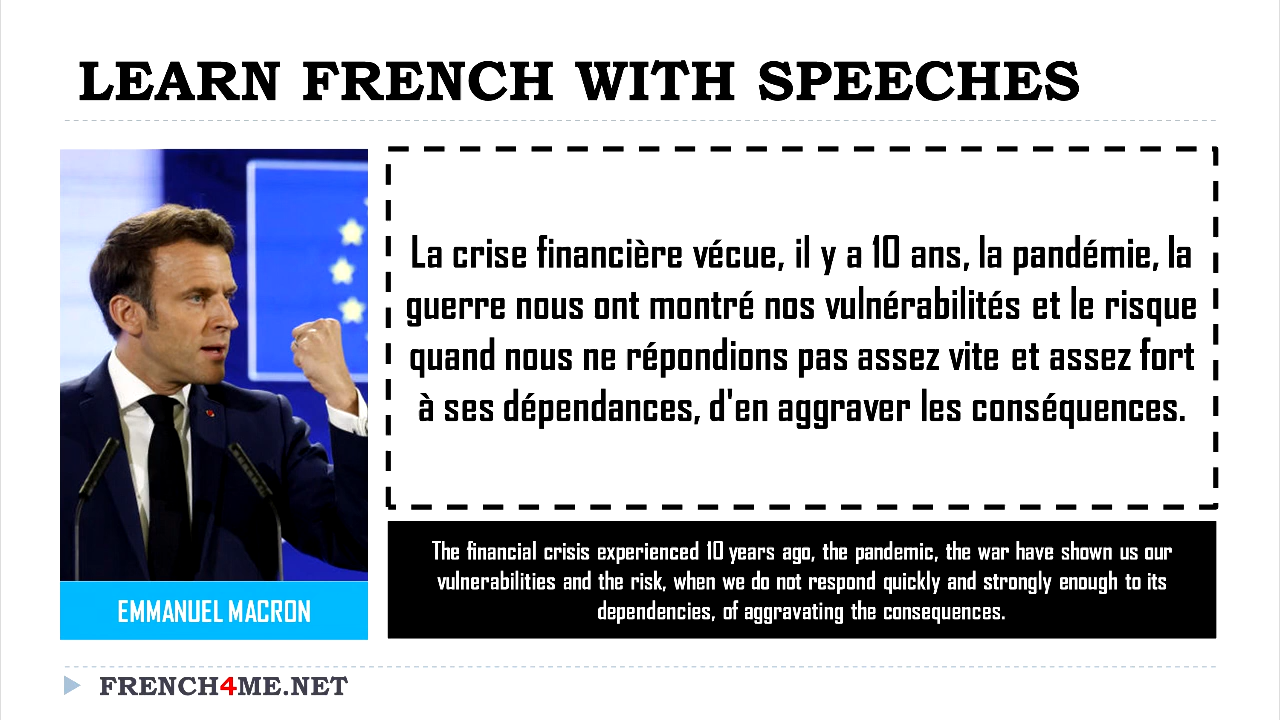 LEARN FRENCH WITH SPEECHES
La crise financière vécue, il y a 10 ans, la pandémie, la
guerre nous ont montré nos vulnérabilités et le risque
quand nous ne répondions pas assez vite et assez fort
à ses dépendances, d'en aggraver les conséquences.
The financial crisis experienced 10 years ago, the pandemic, the war have shown us our
vulnerabilities and the risk, when we do not respond quickly and strongly enough to its
dependencies, of aggravating the consequences.
EMMANUEL MACRON
FRENCH4ME.NET